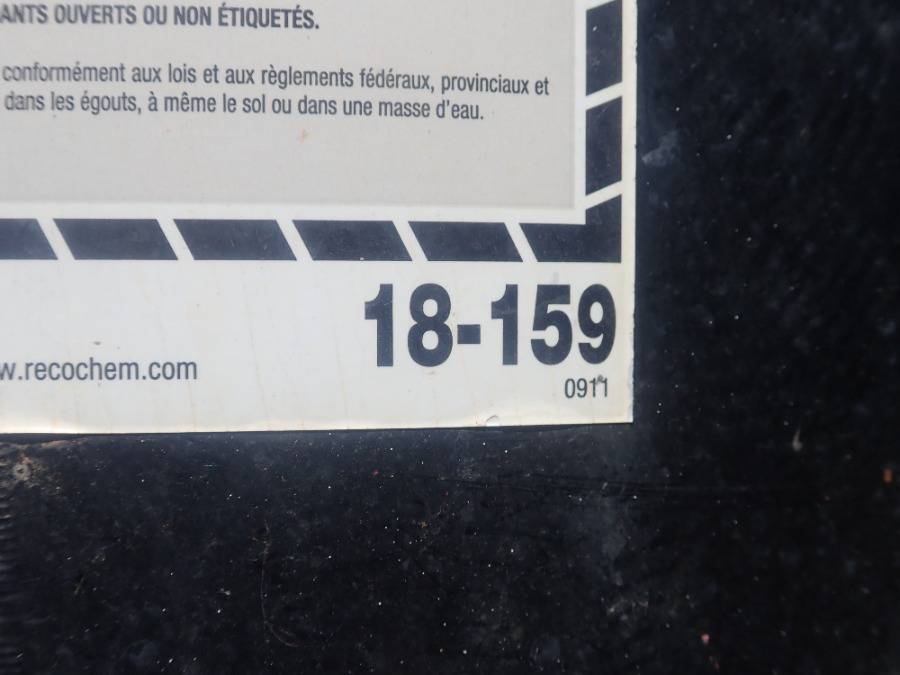 ANTS OUVERTS OU NON ÉTIQUETÉS.
conformément aux lois et aux règlements fédéraux, provinciaux et
dans les égouts, à même le sol ou dans une masse d'eau.
18-159
w.recochem.com
0911